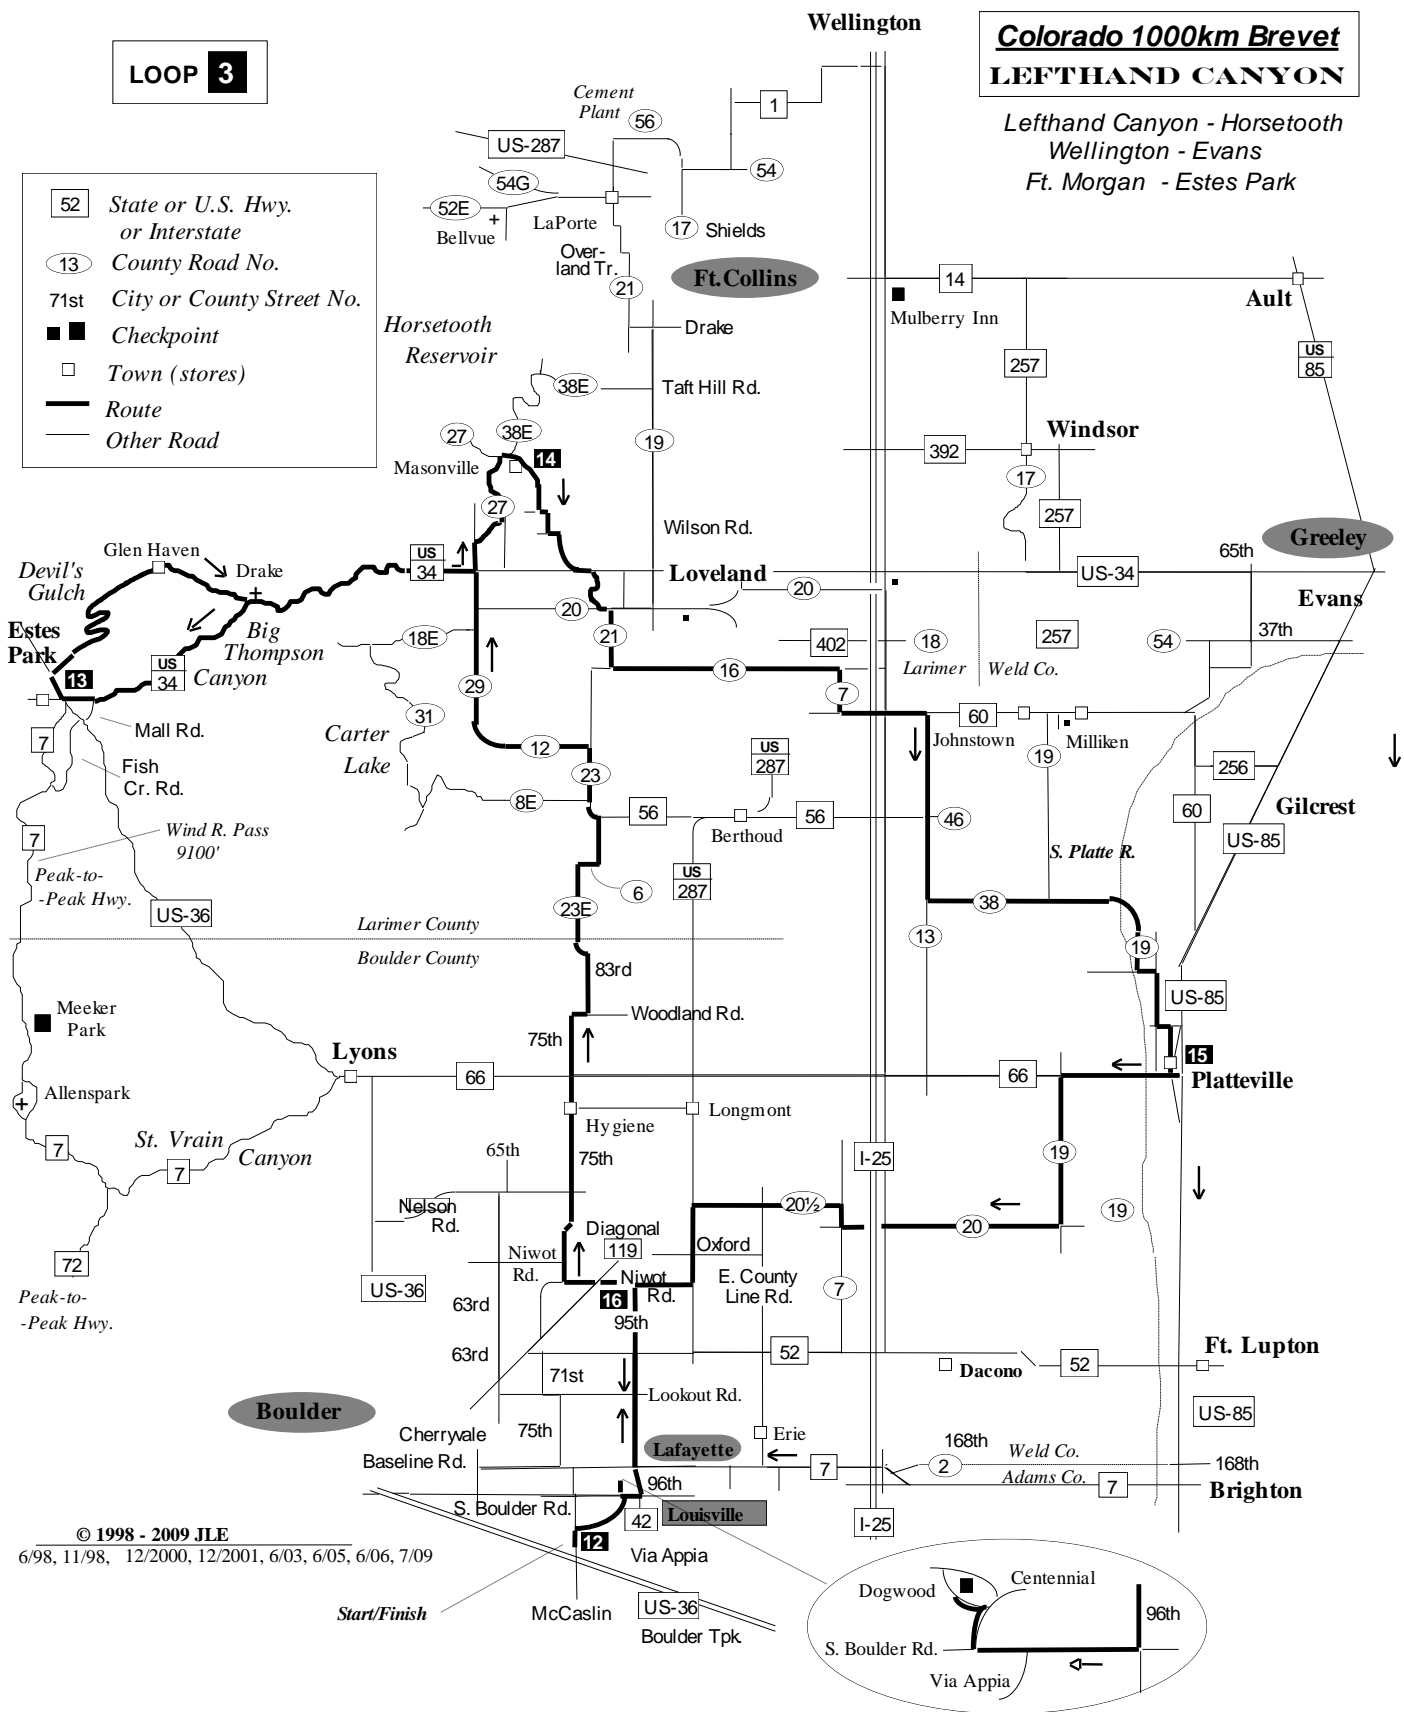 Wellington
Colorado 1000km Brevet
LEFTHAND CANYON
LOOP 3
Lefthand Canyon - Horsetooth
Wellington - Evans
Ft. Morgan - Estes Park
Cement
Plant
56
1
US-287
54
54G
52E
LaPorte
Bellvue
17
Shields
Over-
land Tr.
21
Ft.Collins
52
State or U.S. Hwy.
or Interstate
13
County Road No.
71st
City or County Street No.
Checkpoint
Town (stores)
Route
Other Road
14
Mulberry Inn
Ault
Drake
Horsetooth
Reservoir
257
US
85
38E
Taft Hill Rd.
38E
27
19
Masonville
14
392
Windsor
17
27
257
Wilson Rd.
Greeley
65th
Glen Haven
Drake
Devil's
Gulch
US
34
Loveland
US-34
20
20
Evans
Estes
Park
Big
Thompson
Canyon
18E
21
402
18
257
54
37th
Larimer
Weld Co.
US
34
13
29
16
7
Mall Rd.
31
60
Johnstown
Milliken
7
Carter
Lake
12
19
Fish
Cr. Rd.
23
US
287
256
8E
56
56
46
60
Gilcrest
Berthoud
US-85
7
Wind R. Pass
9100'
S. Platte R.
Peak-to-
-Peak Hwy.
US
287
6
US-36
23E
38
Larimer County
13
19
Boulder County
83rd
US-85
Meeker
Park
Woodland Rd.
75th
Lyons
15
66
66
Platteville
Allenspark
Longmont
Hygiene
St. Vrain
Canyon
7
7
65th
75th
I-25
19
Nelson
Rd.
20½
19
Diagonal
20
119
Oxford
Niwot
Rd.
72
US-36
Niwot
Rd.
E. County
Line Rd.
7
16
Peak-to-
-Peak Hwy.
63rd
95th
63rd
52
52
Ft. Lupton
Dacono
71st
Lookout Rd.
Boulder
US-85
75th
Erie
Cherryvale
Lafayette
168th
Weld Co.
Baseline Rd.
7
2
168th
96th
Adams Co.
7
Brighton
S. Boulder Rd.
42
Louisville
I-25
© 1998 - 2009 JLE
12
6/98, 11/98, 12/2000, 12/2001, 6/03, 6/05, 6/06, 7/09
Via Appia
Dogwood
Centennial
Start/Finish
McCaslin
US-36
96th
Boulder Tpk.
S. Boulder Rd.
Via Appia